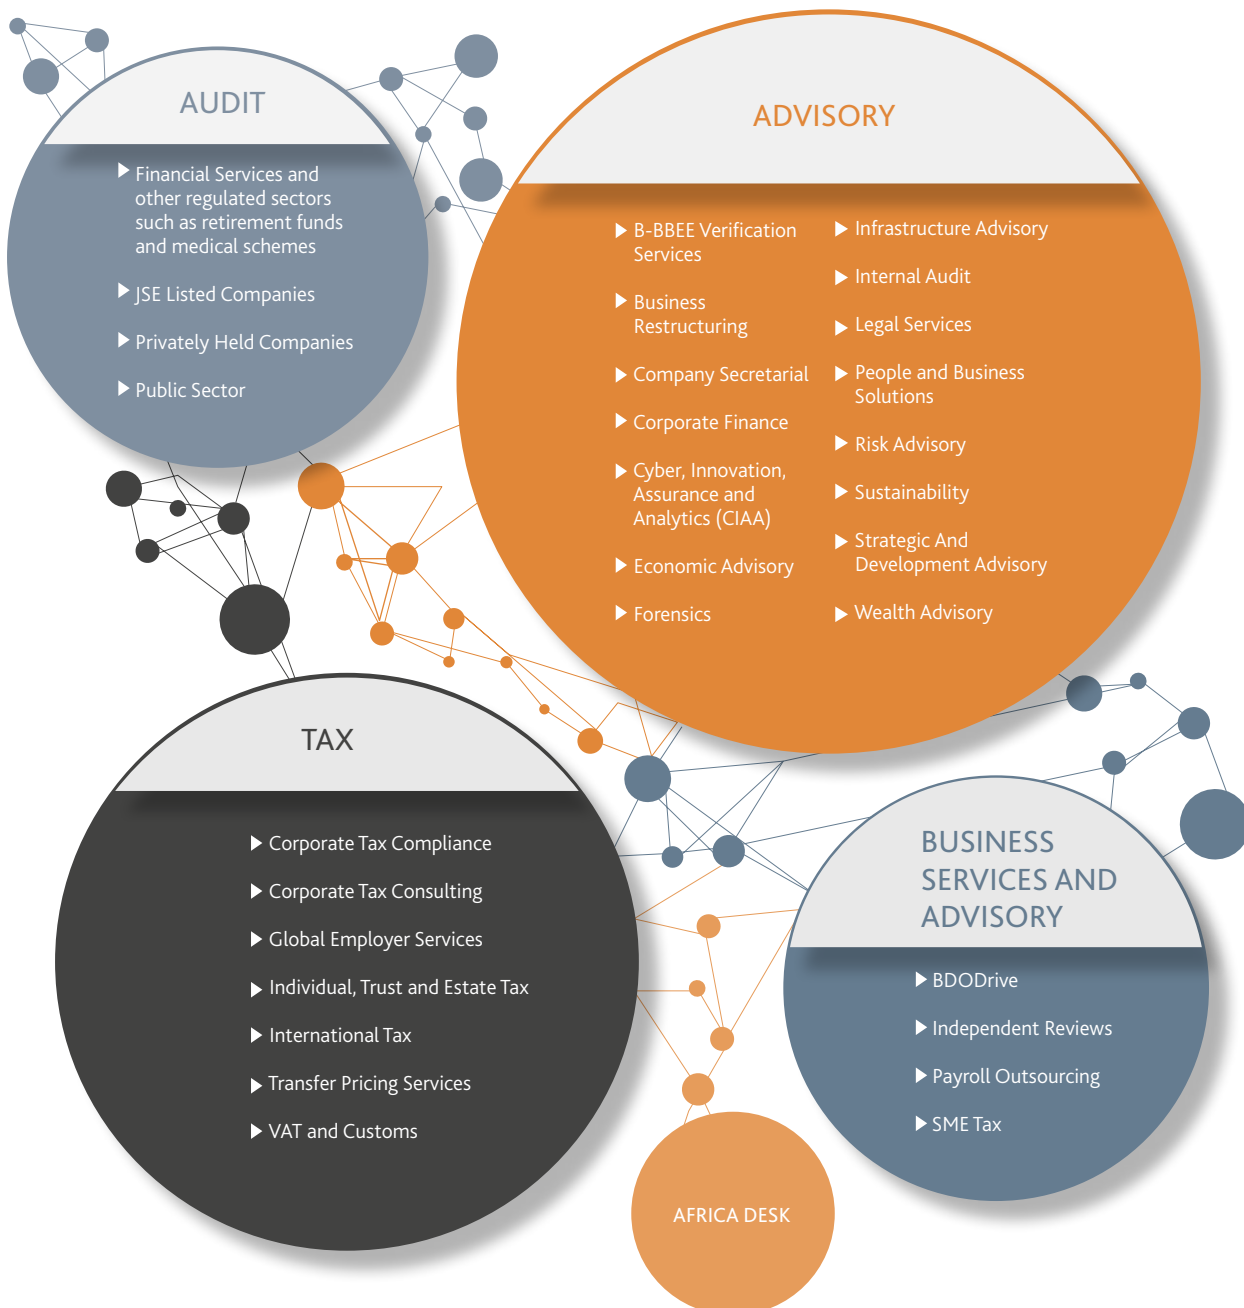 AUDIT
Financial Services and
other regulated sectors
such as retirement funds
and medical schemes
JSE Listed Companies
Privately Held Companies
Public Sector
ADVISORY
B-BBEE Verification
Services
Business
Restructuring
Company Secretarial
Corporate Finance
Cyber, Innovation,
Assurance and
Analytics (CIAA)
Economic Advisory
Forensics
Infrastructure Advisory
Internal Audit
Legal Services
People and Business
Solutions
Risk Advisory
Sustainability
Strategic And
Development Advisory
Wealth Advisory
TAX
Corporate Tax Compliance
Corporate Tax Consulting
Global Employer Services
Individual, Trust and Estate Tax
International Tax
Transfer Pricing Services
VAT and Customs
BUSINESS
SERVICES AND
ADVISORY
BDODrive
Independent Reviews
Payroll Outsourcing
SME Tax
AFRICA DESK